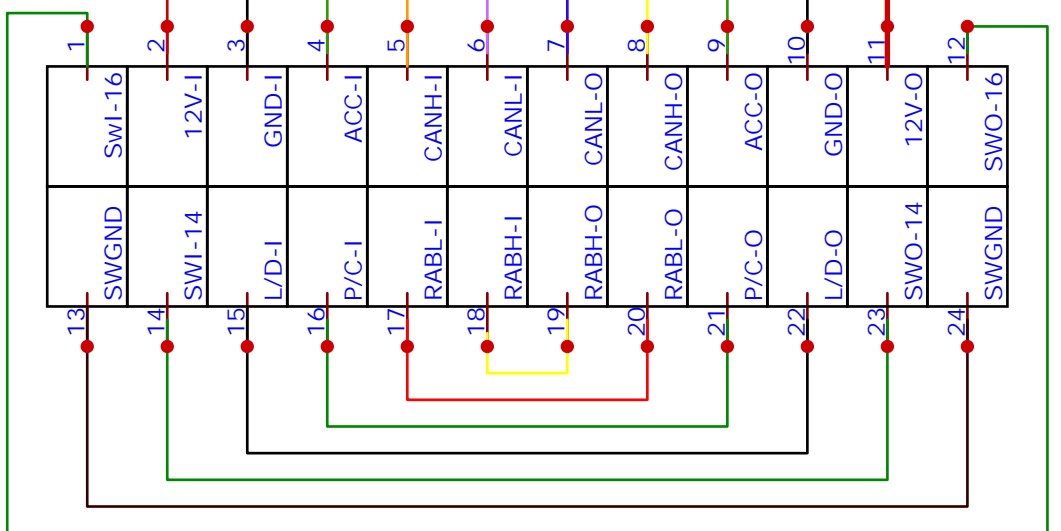 1
2
3
4
5
6
7
8
9
10
11
12
SwI-16
12V-I
GND-I
ACC-I
CANH-I
CANL-I
CANL-O
CANH-O
ACC-O
GND-O
12V-O
SWO-16
SWGND
SWI-14
L/D-I
P/C-I
RABL-I
RABH-I
RABH-O
RABL-O
P/C-O
L/D-O
SWO-14
SWGND
13
14
15
16
17
18
19
20
21
22
23
24